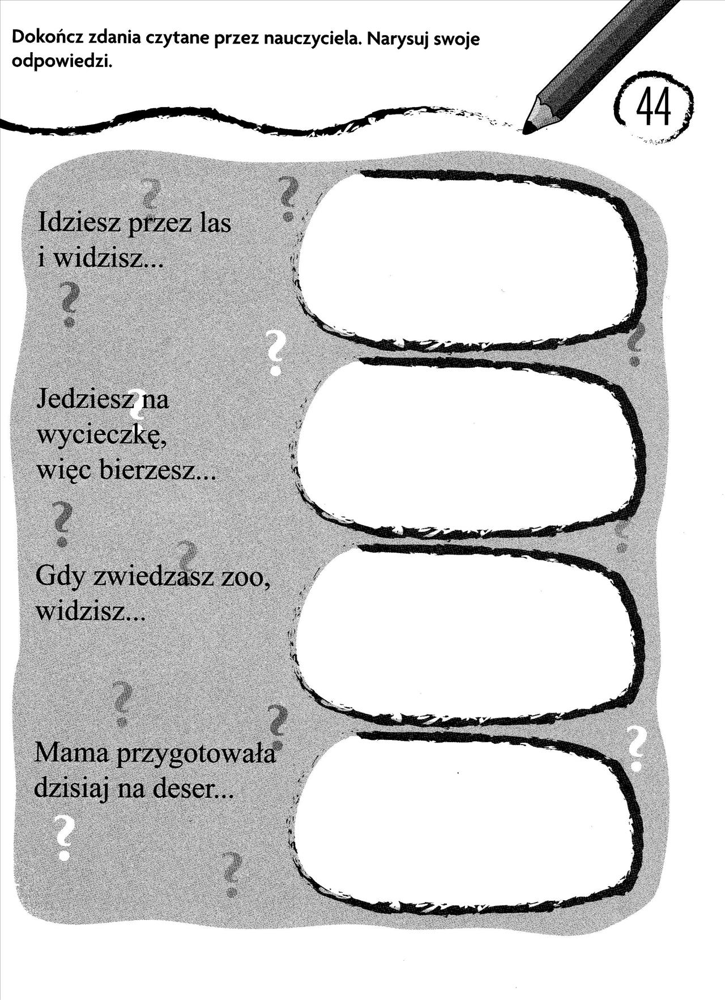 Dokończ zdania czytane przez nauczyciela. Narysuj swoje
odpowiedzi.
44
Idziesz przez las
i widzisz...
Jedziesz na
wycieczkę,
więc bierzesz...
Gdy zwiedzasz zoo,
widzisz...
Mama przygotowała
dzisiaj na deser...